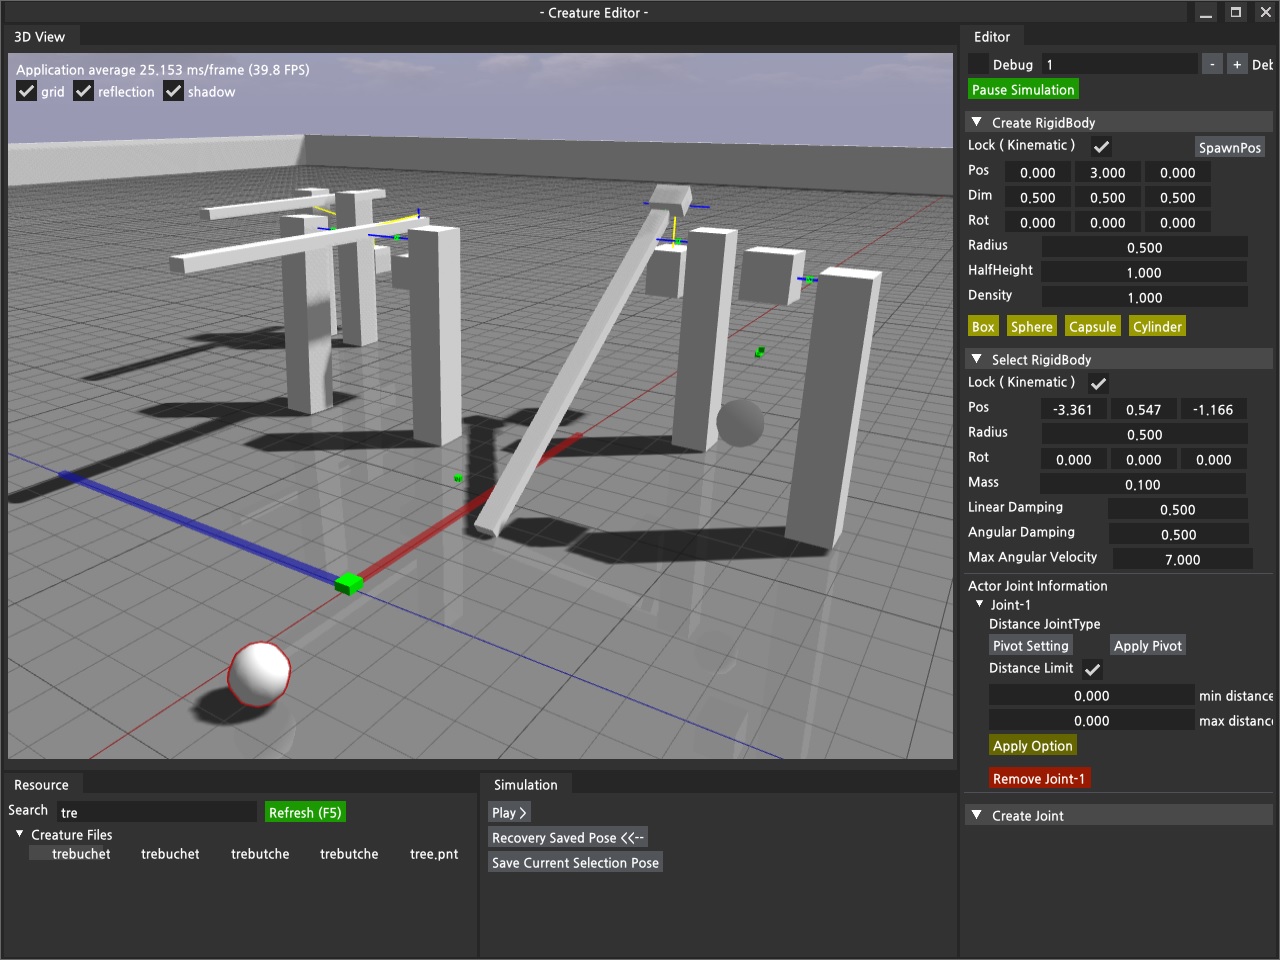 - Creature Editor -
3D View
Application average 25.153 ms/frame (39.8 FPS)
grid reflection shadow
Resource
Search tre Refresh (F5)
Creature Files
trebuchet trebuchet trebutche trebutche tree.pnt
Simulation
Play >
Recovery Saved Pose <<--
Save Current Selection Pose
Editor
Debug 1 - + Deb
Pause Simulation
Create RigidBody
Lock ( Kinematic ) SpawnPos
Pos 0.000 3.000 0.000
Dim 0.500 0.500 0.500
Rot 0.000 0.000 0.000
Radius 0.500
HalfHeight 1.000
Density 1.000
Box Sphere Capsule Cylinder
Select RigidBody
Lock ( Kinematic )
Pos -3.361 0.547 -1.166
Radius 0.500
Rot 0.000 0.000 0.000
Mass 0.100
Linear Damping 0.500
Angular Damping 0.500
Max Angular Velocity 7.000
Actor Joint Information
Joint-1
Distance JointType
Pivot Setting Apply Pivot
Distance Limit
0.000 min distance
0.000 max distance
Apply Option
Remove Joint-1
Create Joint